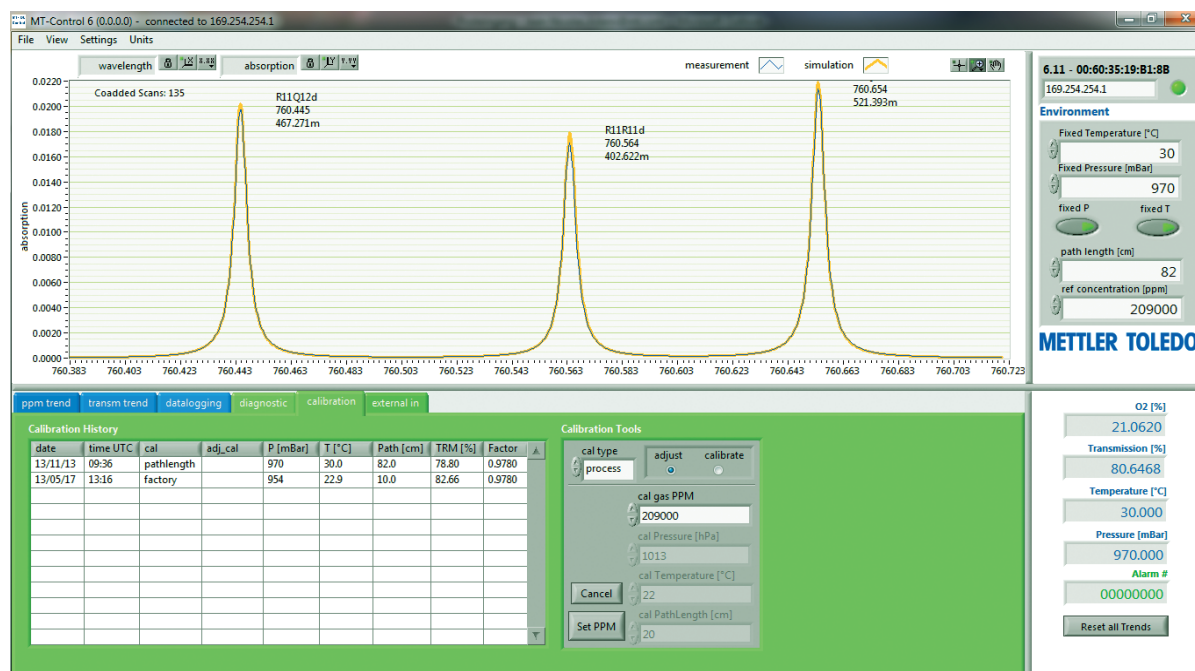 MT-Control 6 (0.0.0.0) - connected to 169.254.254.1
File View Settings Units
wavelength X.XX absorption Y.YY measurement simulation
Coadded Scans: 135
R11Q12d
760.445
467.271m
R11R11d
760.564
402.622m
760.654
521.393m
absorption
0.0220
0.0200
0.0180
0.0160
0.0140
0.0120
0.0100
0.0080
0.0060
0.0040
0.0020
0.0000
760.383 760.403 760.423 760.443 760.463 760.483 760.503 760.523 760.543 760.563 760.583 760.603 760.623 760.643 760.663 760.683 760.703 760.723
6.11 - 00:60:35:19:B1:8B
169.254.254.1
Environment
Fixed Temperature [°C]
30
Fixed Pressure [mBar]
970
fixed P fixed T
path length [cm]
82
ref concentration [ppm]
209000
METTLER TOLEDO
ppm trend transm trend datalogging diagnostic calibration external in
Calibration History
date time UTC cal adj_cal P [mBar] T [°C] Path [cm] TRM [%] Factor
13/11/13 09:36 pathlength 970 30.0 82.0 78.80 0.9780
13/05/17 13:16 factory 954 22.9 10.0 82.66 0.9780
Calibration Tools
cal type adjust calibrate
process
cal gas PPM
209000
cal Pressure [hPa]
1013
cal Temperature [°C]
Cancel 22
cal PathLength [cm]
Set PPM 20
O2 [%]
21.0620
Transmission [%]
80.6468
Temperature [°C]
30.000
Pressure [mBar]
970.000
Alarm #
00000000
Reset all Trends